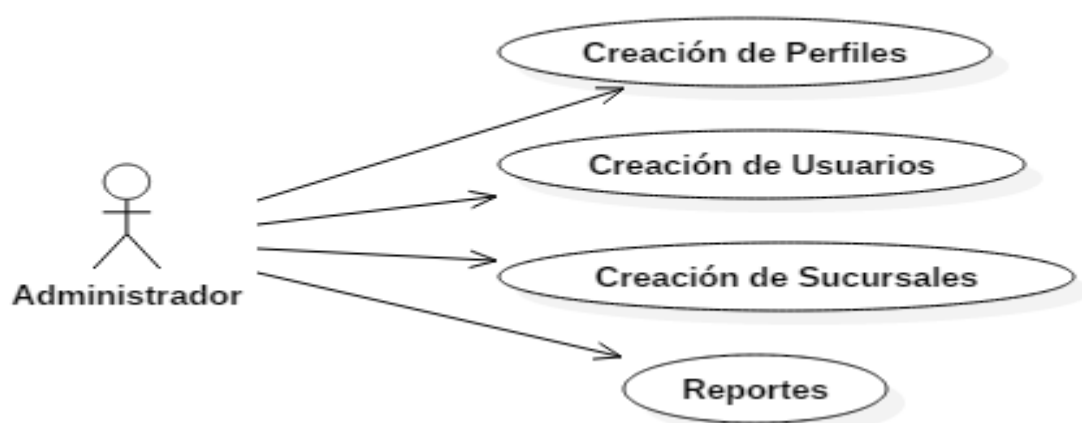 Creación de Perfiles
Creación de Usuarios
Creación de Sucursales
Administrador
Reportes